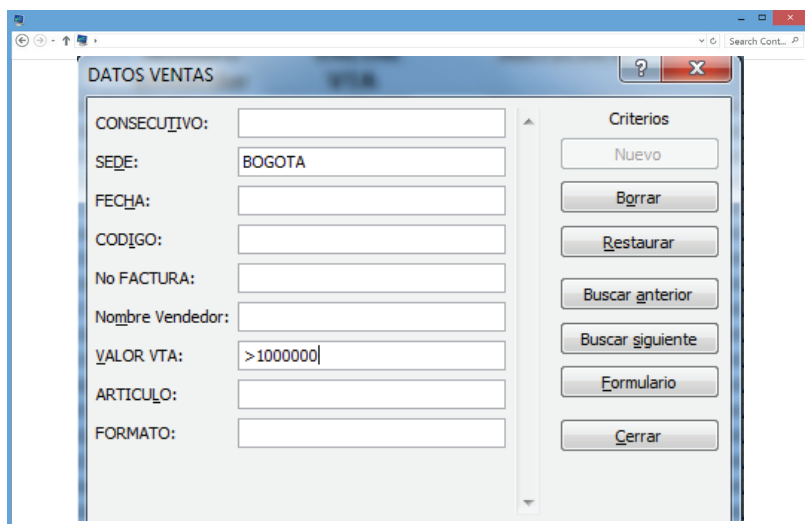 Search Cont...
DATOS VENTAS
CONSECUTIVO:
SEDE: BOGOTA
FECHA:
CODIGO:
No FACTURA:
Nombre Vendedor:
VALOR VTA: >1000000
ARTICULO:
FORMATO:
Criterios
Nuevo
Borrar
Restaurar
Buscar anterior
Buscar siguiente
Formulario
Cerrar